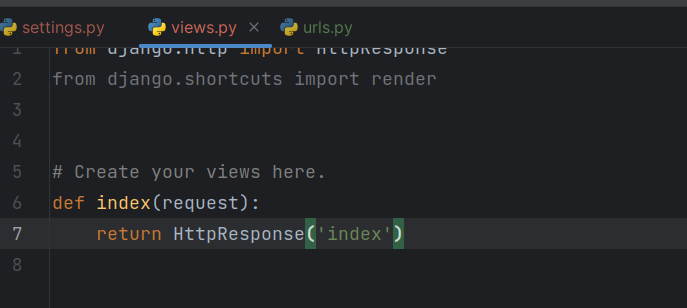 settings.py views.py urls.py
1 from django.http import HttpResponse
2 from django.shortcuts import render
3
4
5 # Create your views here.
6 def index(request):
7     return HttpResponse('index')
8